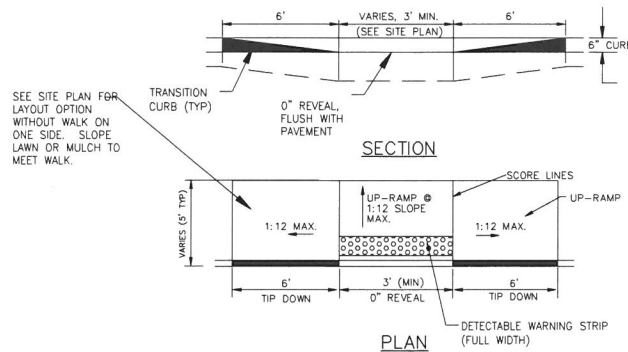 6'
VARIES, 3' MIN.
(SEE SITE PLAN)
6'
6" CURB
TRANSITION
CURB (TYP)
0" REVEAL,
FLUSH WITH
PAVEMENT
SECTION
SEE SITE PLAN FOR
LAYOUT OPTION
WITHOUT WALK ON
ONE SIDE. SLOPE
LAWN OR MULCH TO
MEET WALK.
VARIES (5' TYP)
UP-RAMP @
1:12 SLOPE
MAX.
SCORE LINES
UP-RAMP
1:12 MAX.
1:12 MAX.
6'
TIP DOWN
3' (MIN)
0" REVEAL
6'
TIP DOWN
DETECTABLE WARNING STRIP
(FULL WIDTH)
PLAN